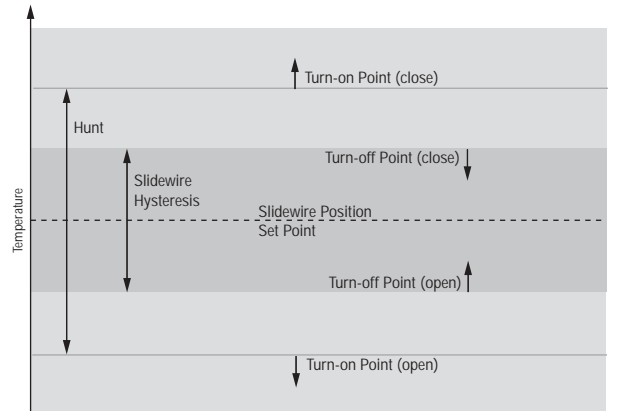 Turn-on Point (close)
Hunt
Turn-off Point (close)
Slidewire
Hysteresis
Slidewire Position
Set Point
Temperature
Turn-off Point (open)
Turn-on Point (open)